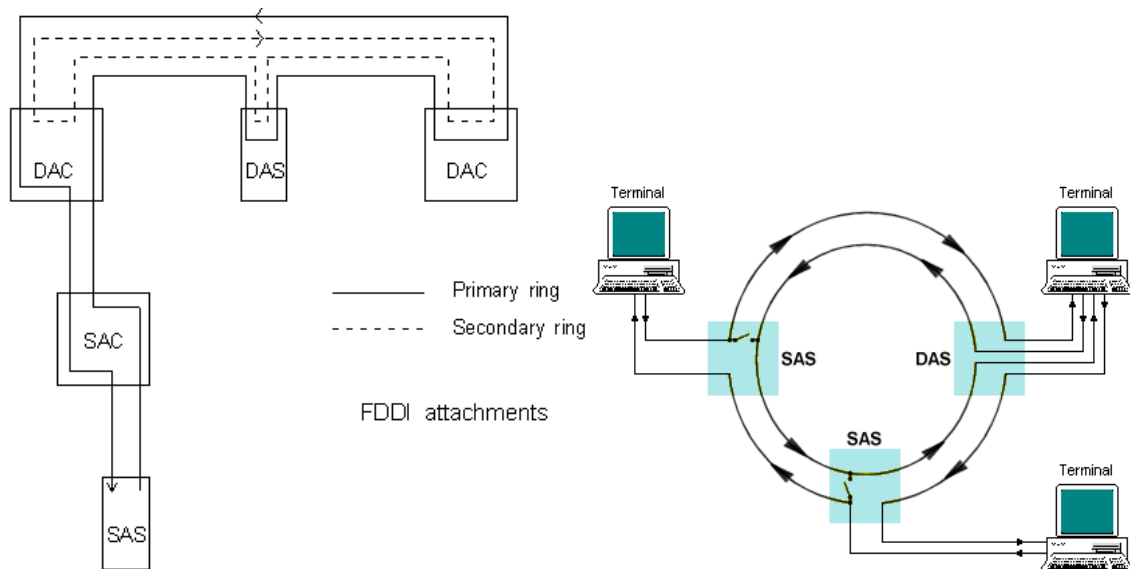 DAC
DAS
DAC
Primary ring
Secondary ring
SAC
FDDI attachments
SAS
Terminal
Terminal
SAS
DAS
SAS
Terminal